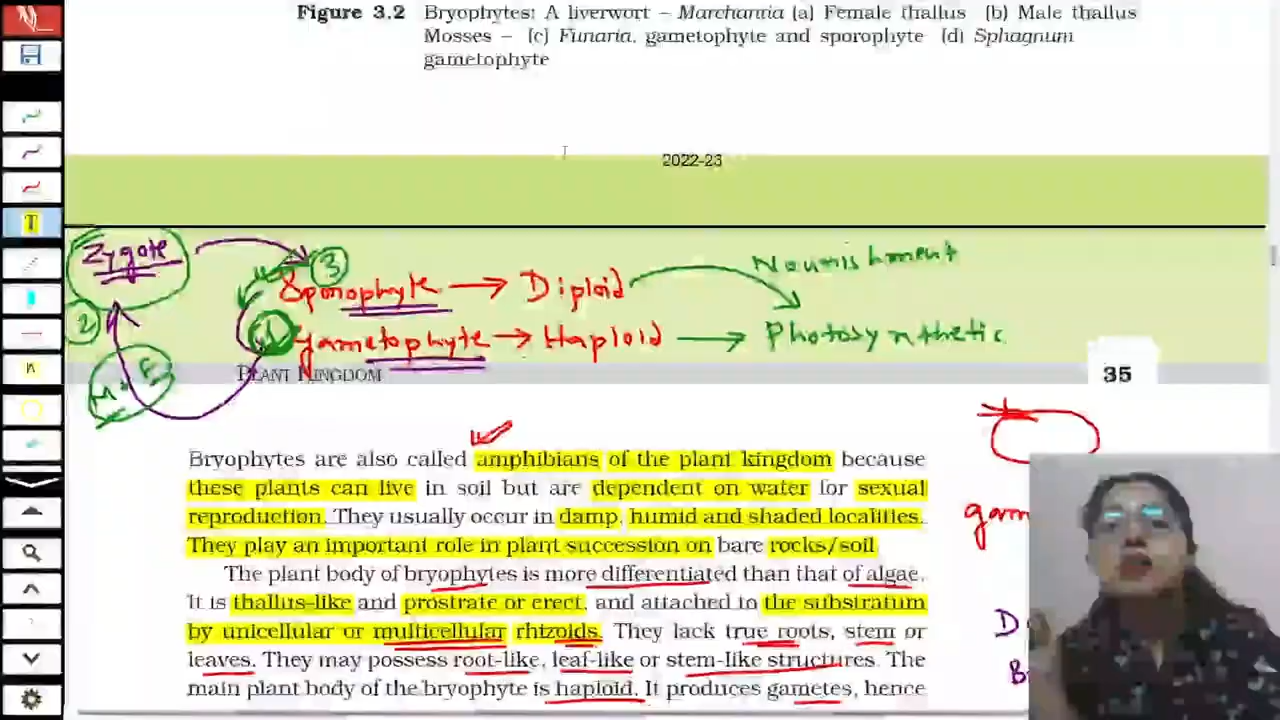 Figure 3.2 Bryophytes: A liverwort – Marchantia (a) Female thallus (b) Male thallus
Mosses – (c) Funaria, gametophyte and sporophyte (d) Sphagnum
gametophyte
2022-23
Zygote
3
Sporophyte → Diploid
Nourishment
2
1
gametophyte → Haploid → Photosynthetic
M
F
PLANT KINGDOM
35
Bryophytes are also called amphibians of the plant kingdom because
these plants can live in soil but are dependent on water for sexual
reproduction. They usually occur in damp, humid and shaded localities.
They play an important role in plant succession on bare rocks/soil.
The plant body of bryophytes is more differentiated than that of algae.
It is thallus-like and prostrate or erect, and attached to the substratum
by unicellular or multicellular rhizoids. They lack true roots, stem or
leaves. They may possess root-like, leaf-like or stem-like structures. The
main plant body of the bryophyte is haploid. It produces gametes, hence
gam
D
B